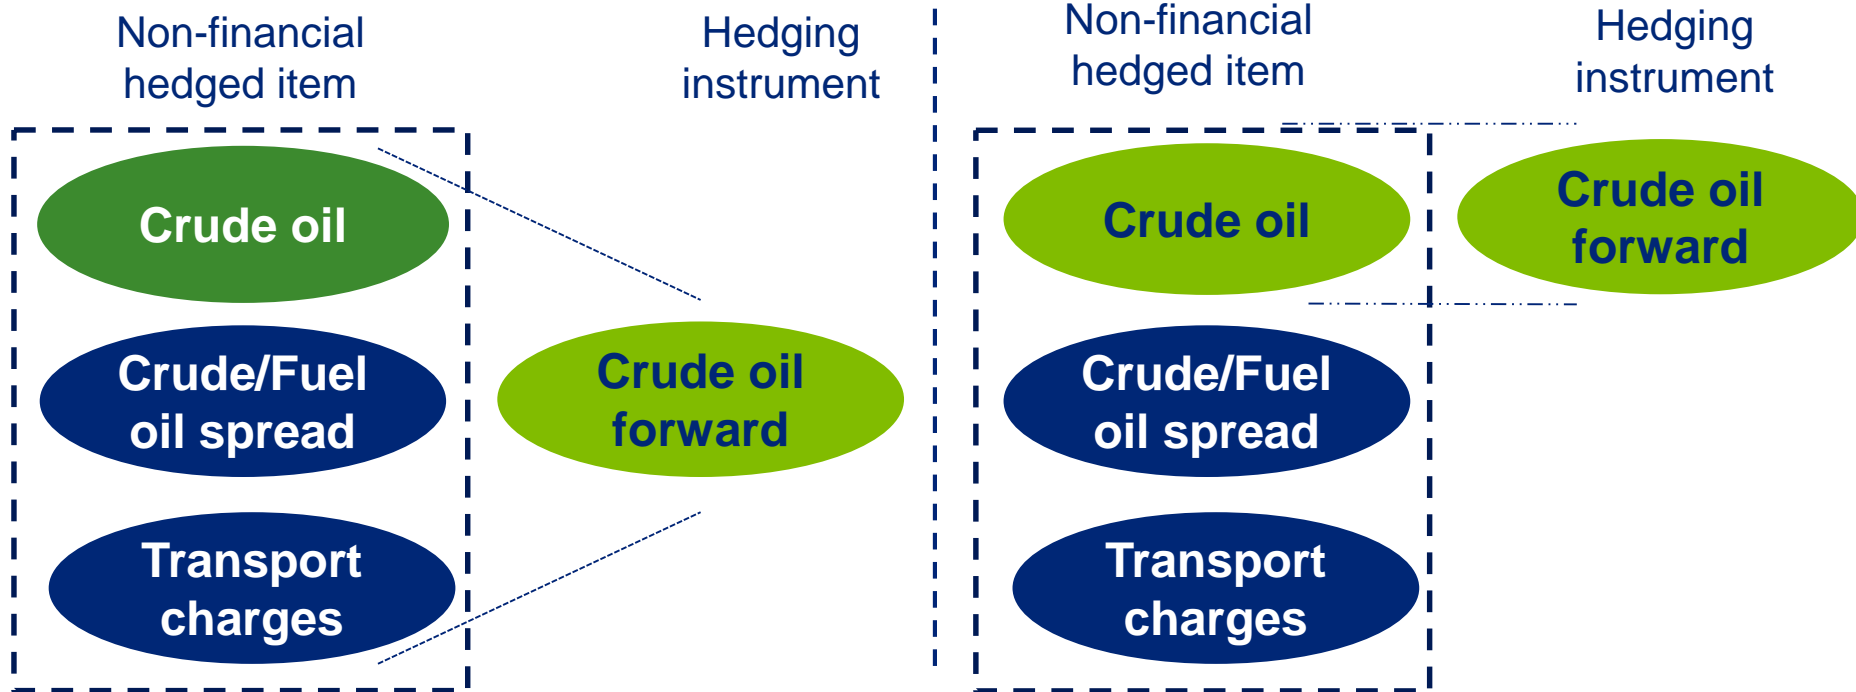 Non-financial
hedged item
Hedging
instrument
Crude oil
Crude/Fuel
oil spread
Transport
charges
Crude oil
forward
Non-financial
hedged item
Hedging
instrument
Crude oil
Crude/Fuel
oil spread
Transport
charges
Crude oil
forward